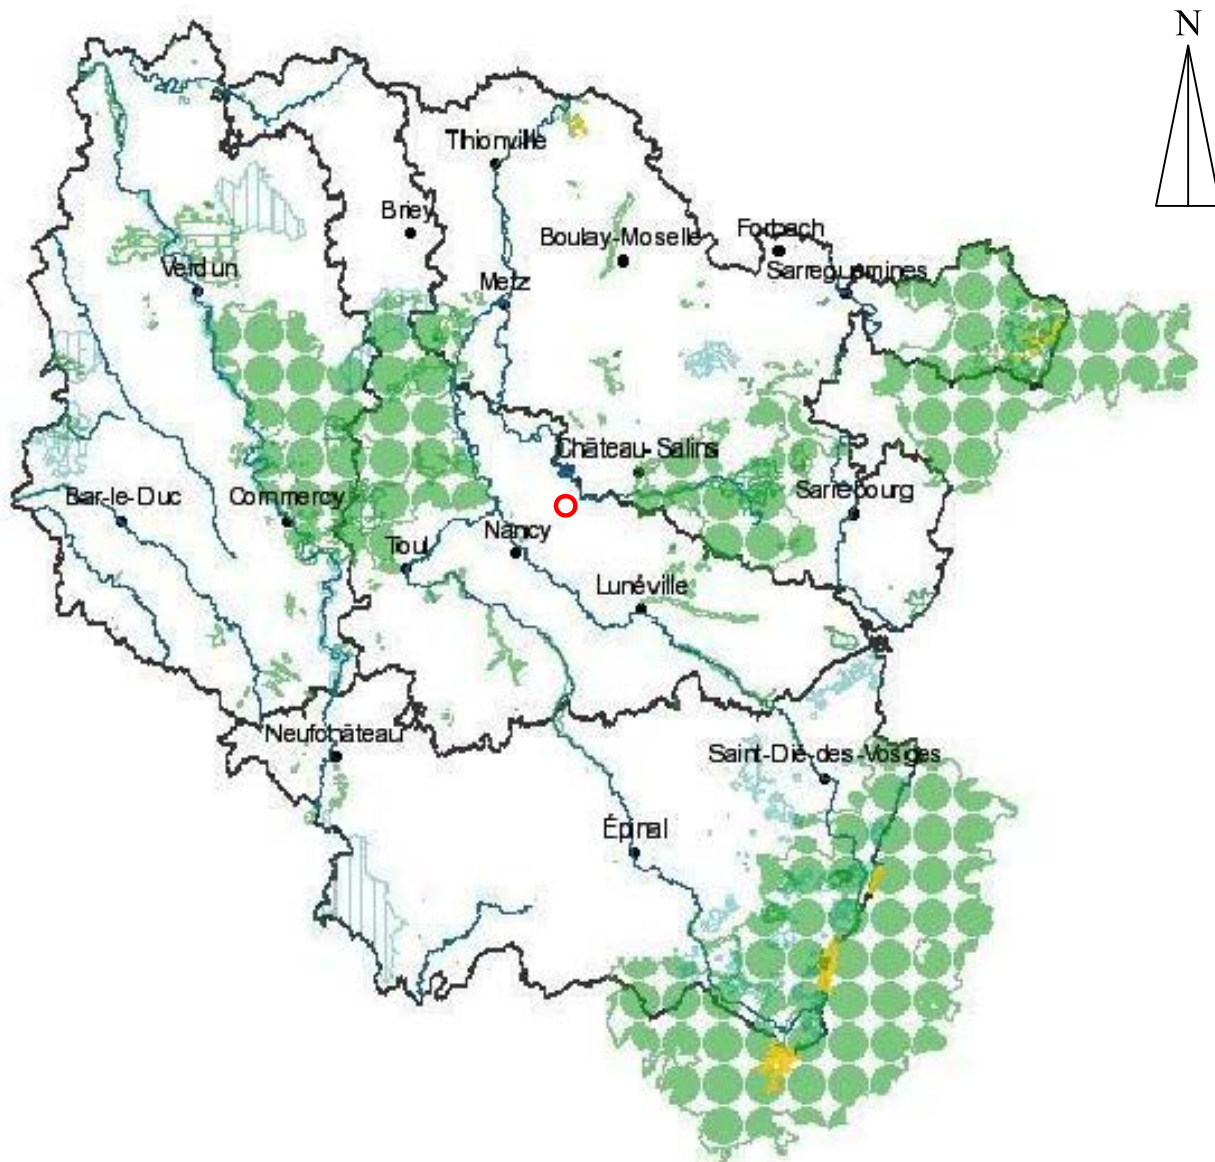 N
Thionville
Briey
Boulay-Moselle
Forbach
Verdun
Metz
Sarreguemines
Château-Salins
Bar-le-Duc
Commercy
Sarrebourg
Toul
Nancy
Lunéville
Neufchâteau
Saint-Dié-des-Vosges
Épinal